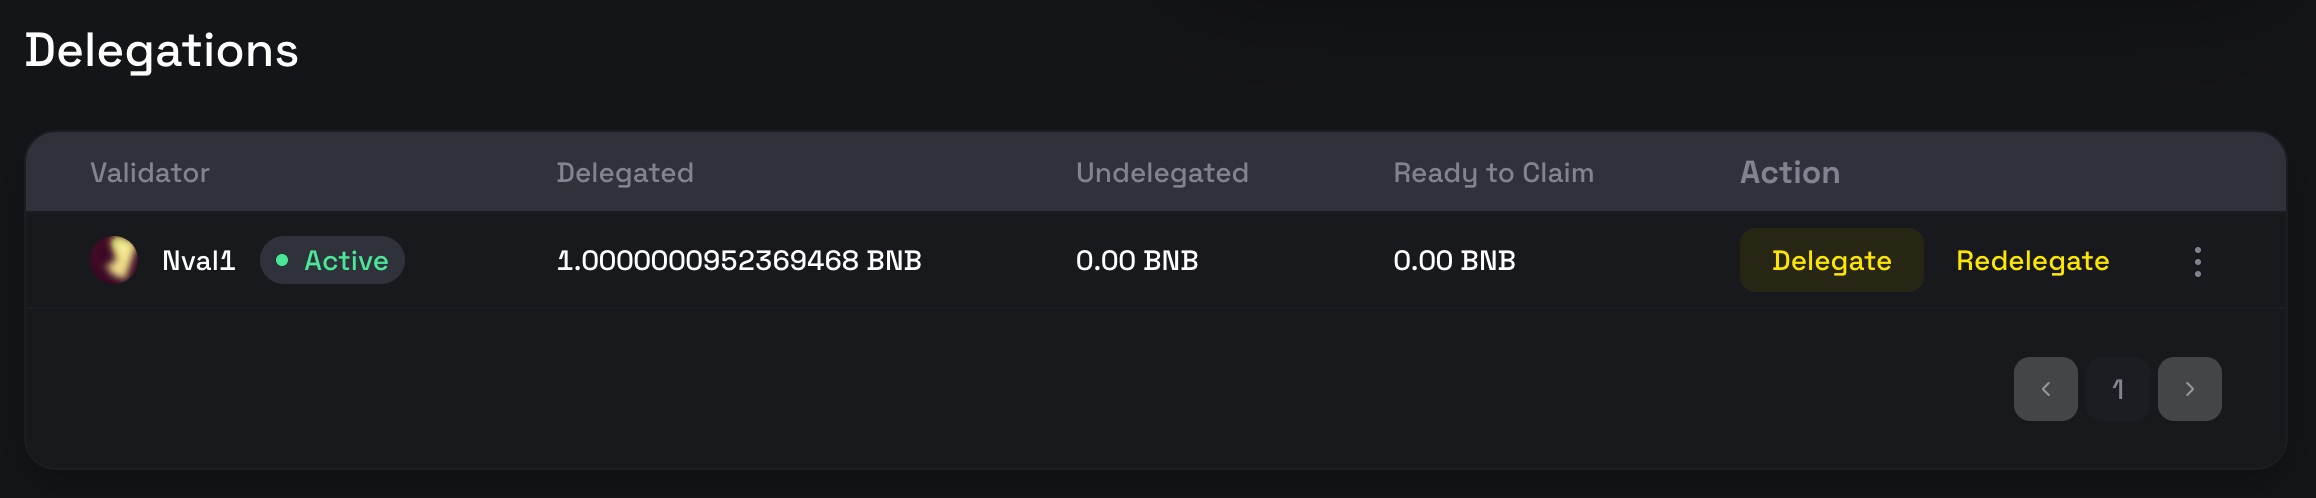 Delegations
Validator Delegated Undelegated Ready to Claim Action
Nval1 Active 1.0000000952369468 BNB 0.00 BNB 0.00 BNB Delegate Redelegate
1